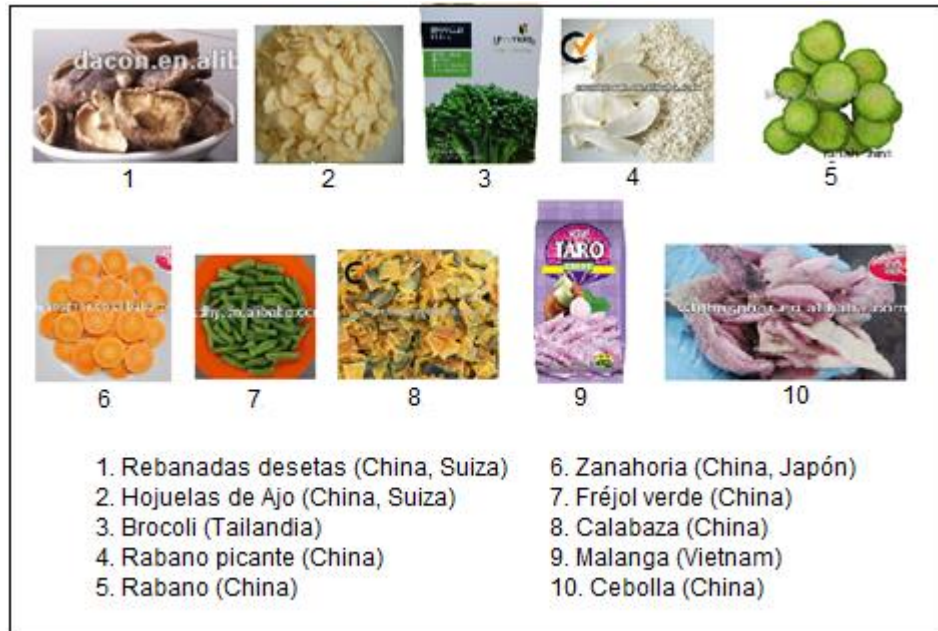 dacon.en.alib
1
2
3
4
5
TARO
6
7
8
9
10
1. Rebanadas desetas (China, Suiza)
2. Hojuelas de Ajo (China, Suiza)
3. Brocoli (Tailandia)
4. Rabano picante (China)
5. Rabano (China)
6. Zanahoria (China, Japón)
7. Fréjol verde (China)
8. Calabaza (China)
9. Malanga (Vietnam)
10. Cebolla (China)